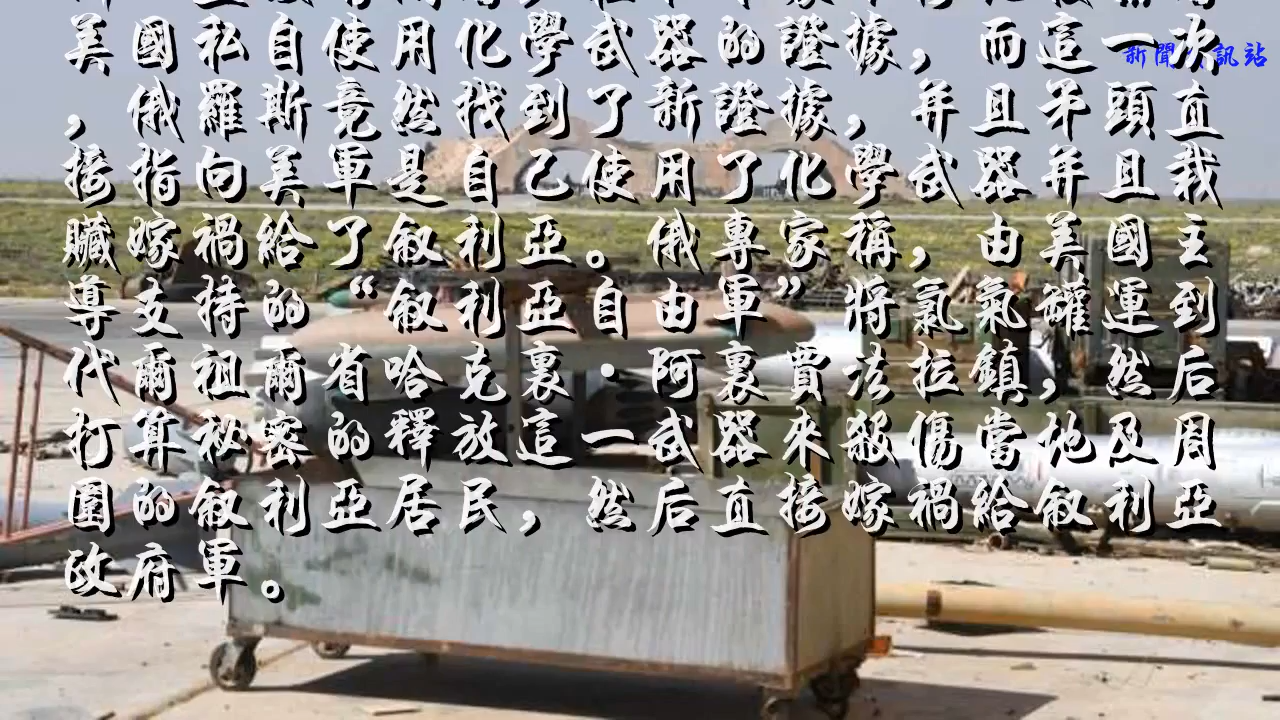 美國私自使用化學武器的證據，而這一次
，俄羅斯竟然找到了新證據，并且矛頭直
接指向美軍是自己使用了化學武器并且栽
贓嫁禍給了叙利亞。俄專家稱，由美國主
導支持的“叙利亞自由軍”將氯氣罐運到
代爾祖爾省哈克裏·阿裏賈法拉鎮，然后
打算秘密的釋放這一武器來殺傷當地及周
圍的叙利亞居民，然后直接嫁禍給叙利亞
政府軍。
新聞 訊站